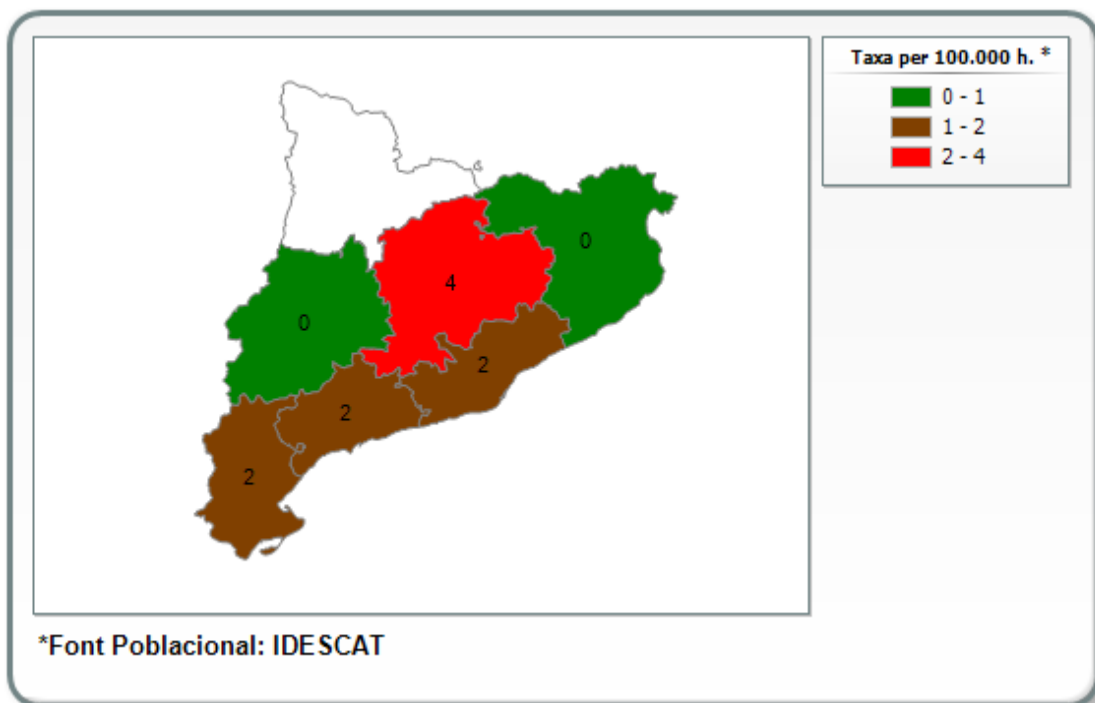 Taxa per 100.000 h. *
0 - 1
1 - 2
2 - 4
0
4
0
2
2
2
*Font Poblacional: IDESCAT